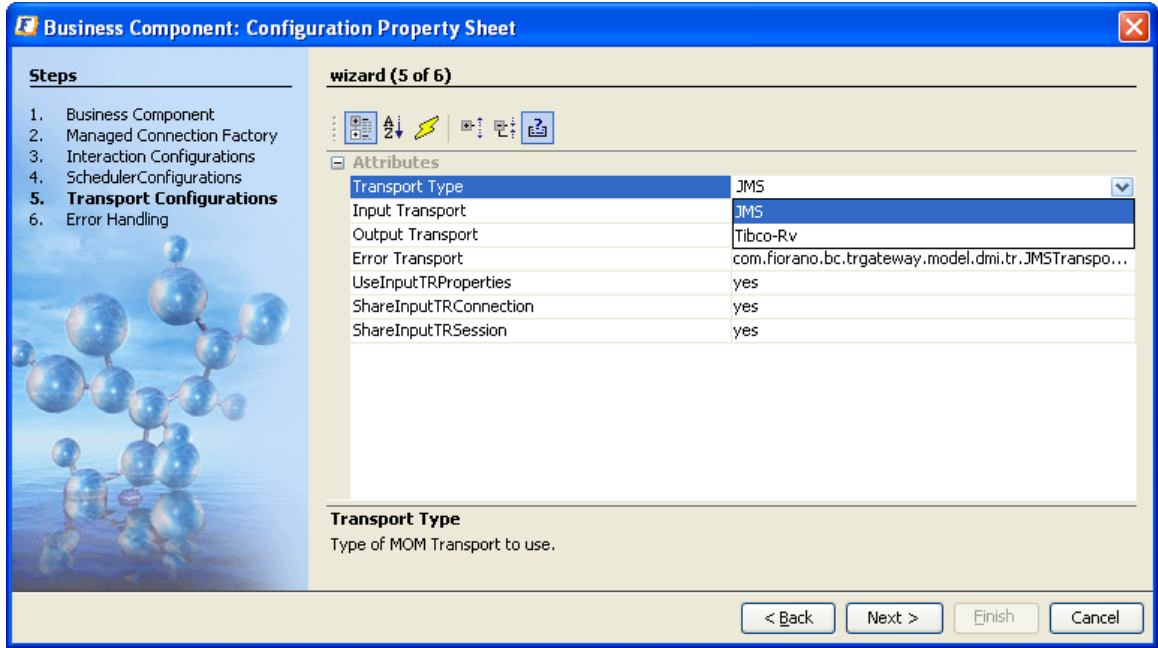 Business Component: Configuration Property Sheet
Steps
1. Business Component
2. Managed Connection Factory
3. Interaction Configurations
4. SchedulerConfigurations
5. Transport Configurations
6. Error Handling
wizard (5 of 6)
Attributes
Transport Type JMS
Input Transport JMS
Output Transport Tibco-Rv
Error Transport com.fiorano.bc.trgateway.model.dmi.tr.JMSTranspo...
UseInputTRProperties yes
ShareInputTRConnection yes
ShareInputTRSession yes
Transport Type
Type of MOM Transport to use.
< Back Next > Finish Cancel